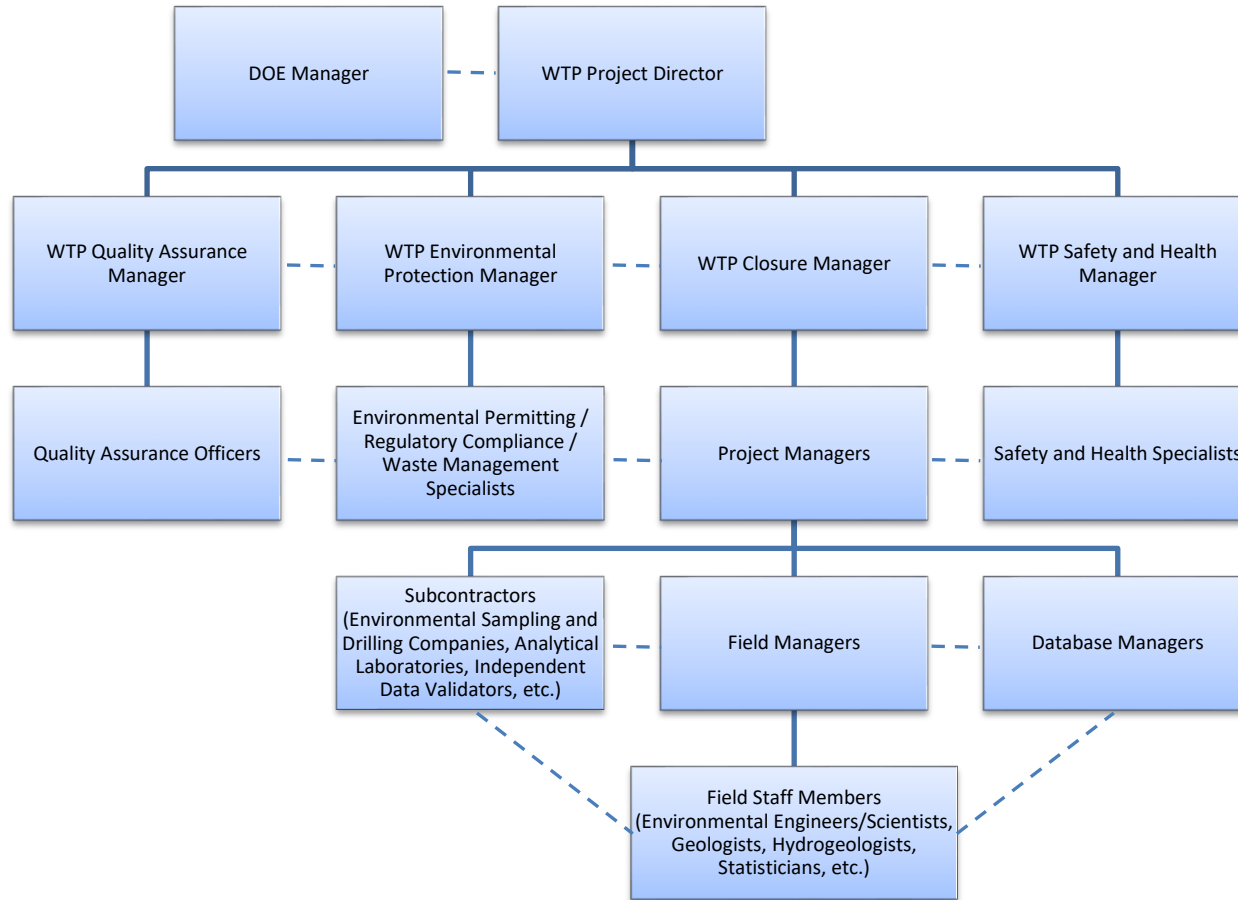 DOE Manager
WTP Project Director
WTP Quality Assurance
Manager
WTP Environmental
Protection Manager
WTP Closure Manager
WTP Safety and Health
Manager
Quality Assurance Officers
Environmental Permitting /
Regulatory Compliance /
Waste Management
Specialists
Project Managers
Safety and Health Specialists
Subcontractors
(Environmental Sampling and
Drilling Companies, Analytical
Laboratories, Independent
Data Validators, etc.)
Field Managers
Database Managers
Field Staff Members
(Environmental Engineers/Scientists,
Geologists, Hydrogeologists,
Statisticians, etc.)